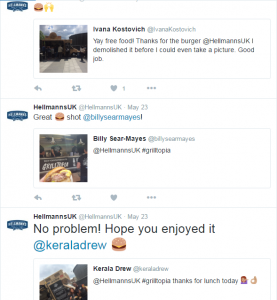 🍔🙌
Ivana Kostovich @IvanaKostovich
Yay free food! Thanks for the burger @HellmannsUK I
demolished it before I could even take a picture. Good
job.
1
HellmannsUK @HellmannsUK · May 23
Great 🍔 shot @billysearmayes!
Billy Sear-Mayes @billysearmayes
@HellmannsUK #grilltopia
GRILLTOPIA
HellmannsUK @HellmannsUK · May 23
No problem! Hope you enjoyed it
@keraladrew 🍔
Kerala Drew @keraladrew
@HellmannsUK #grilltopia thanks for lunch today 💁🏽👌🏼